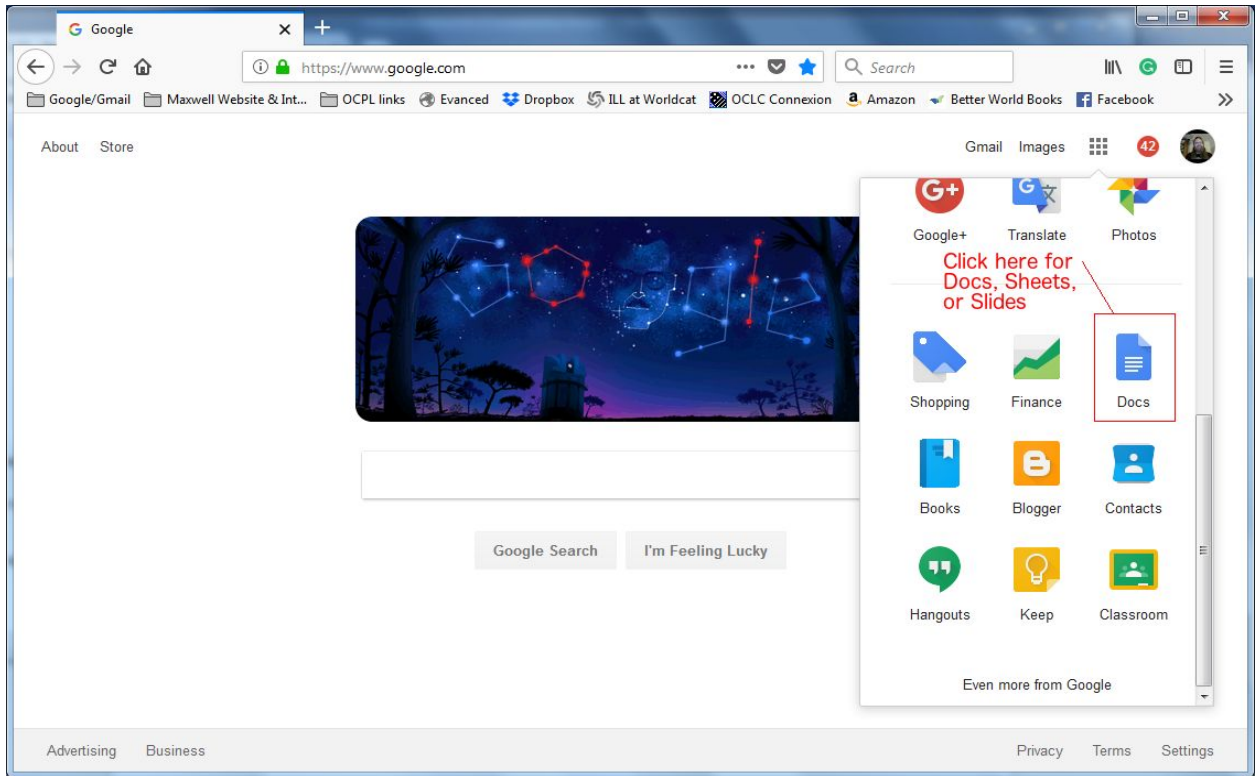 G Google
https://www.google.com
Search
Google/Gmail Maxwell Website & Int... OCPL links Evanced Dropbox ILL at Worldcat OCLC Connexion Amazon Better World Books Facebook
About Store
Gmail Images 42
Google
G+ G
Google+ Translate Photos
Click here for
Docs, Sheets,
or Slides
Shopping Finance Docs
Books Blogger Contacts
Google Search I'm Feeling Lucky
Hangouts Keep Classroom
Even more from Google
Advertising Business Privacy Terms Settings